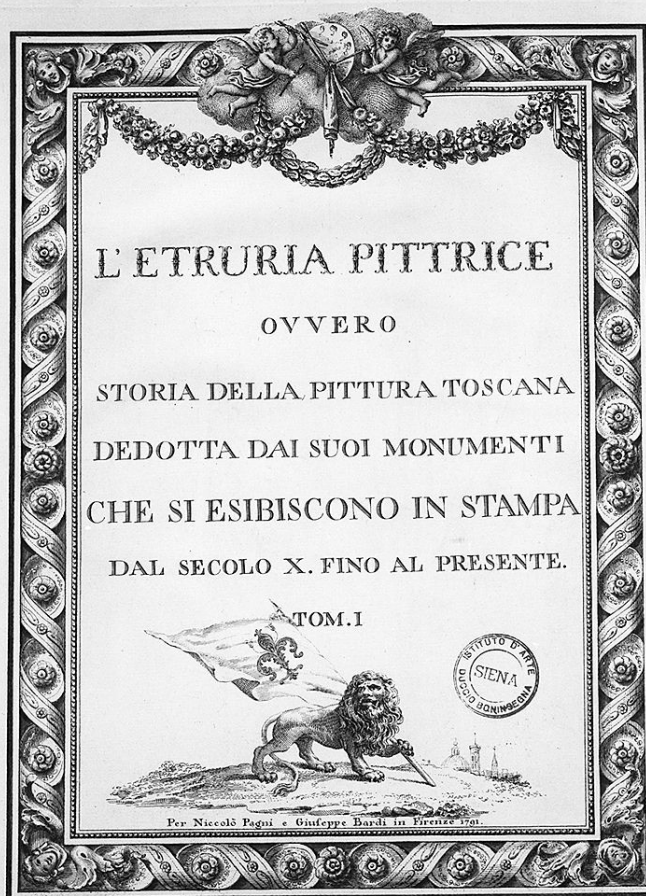 L'ETRURIA PITTRICE
OVVERO
STORIA DELLA PITTURA TOSCANA
DEDOTTA DAI SUOI MONUMENTI
CHE SI ESIBISCONO IN STAMPA
DAL SECOLO X. FINO AL PRESENTE.
TOM. I
ISTITUTO D'ARTE
SIENA
DUCCIO BONINSEGNA
Per Niccolò Pagni e Giuseppe Bardi in Firenze 1791.